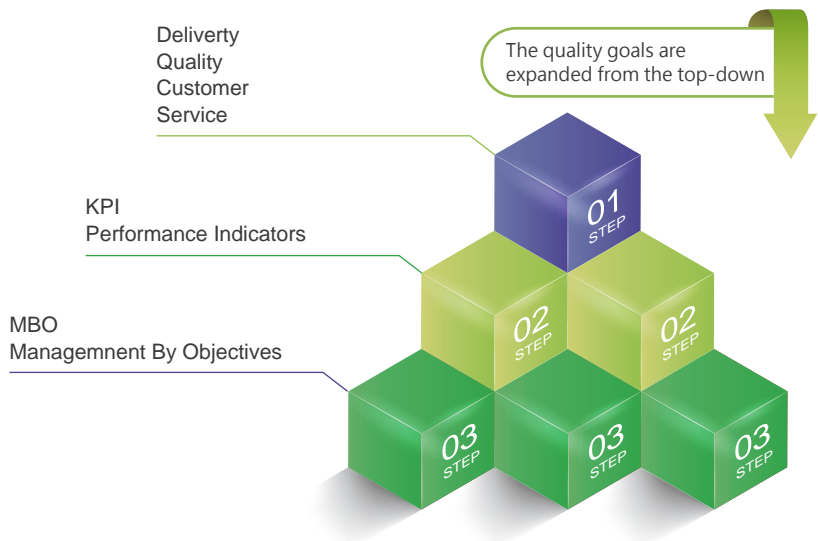 Deliverty
Quality
Customer
Service
The quality goals are
expanded from the top-down
KPI
Performance Indicators
MBO
Managemnent By Objectives
01
STEP
02
STEP
02
STEP
03
STEP
03
STEP
03
STEP